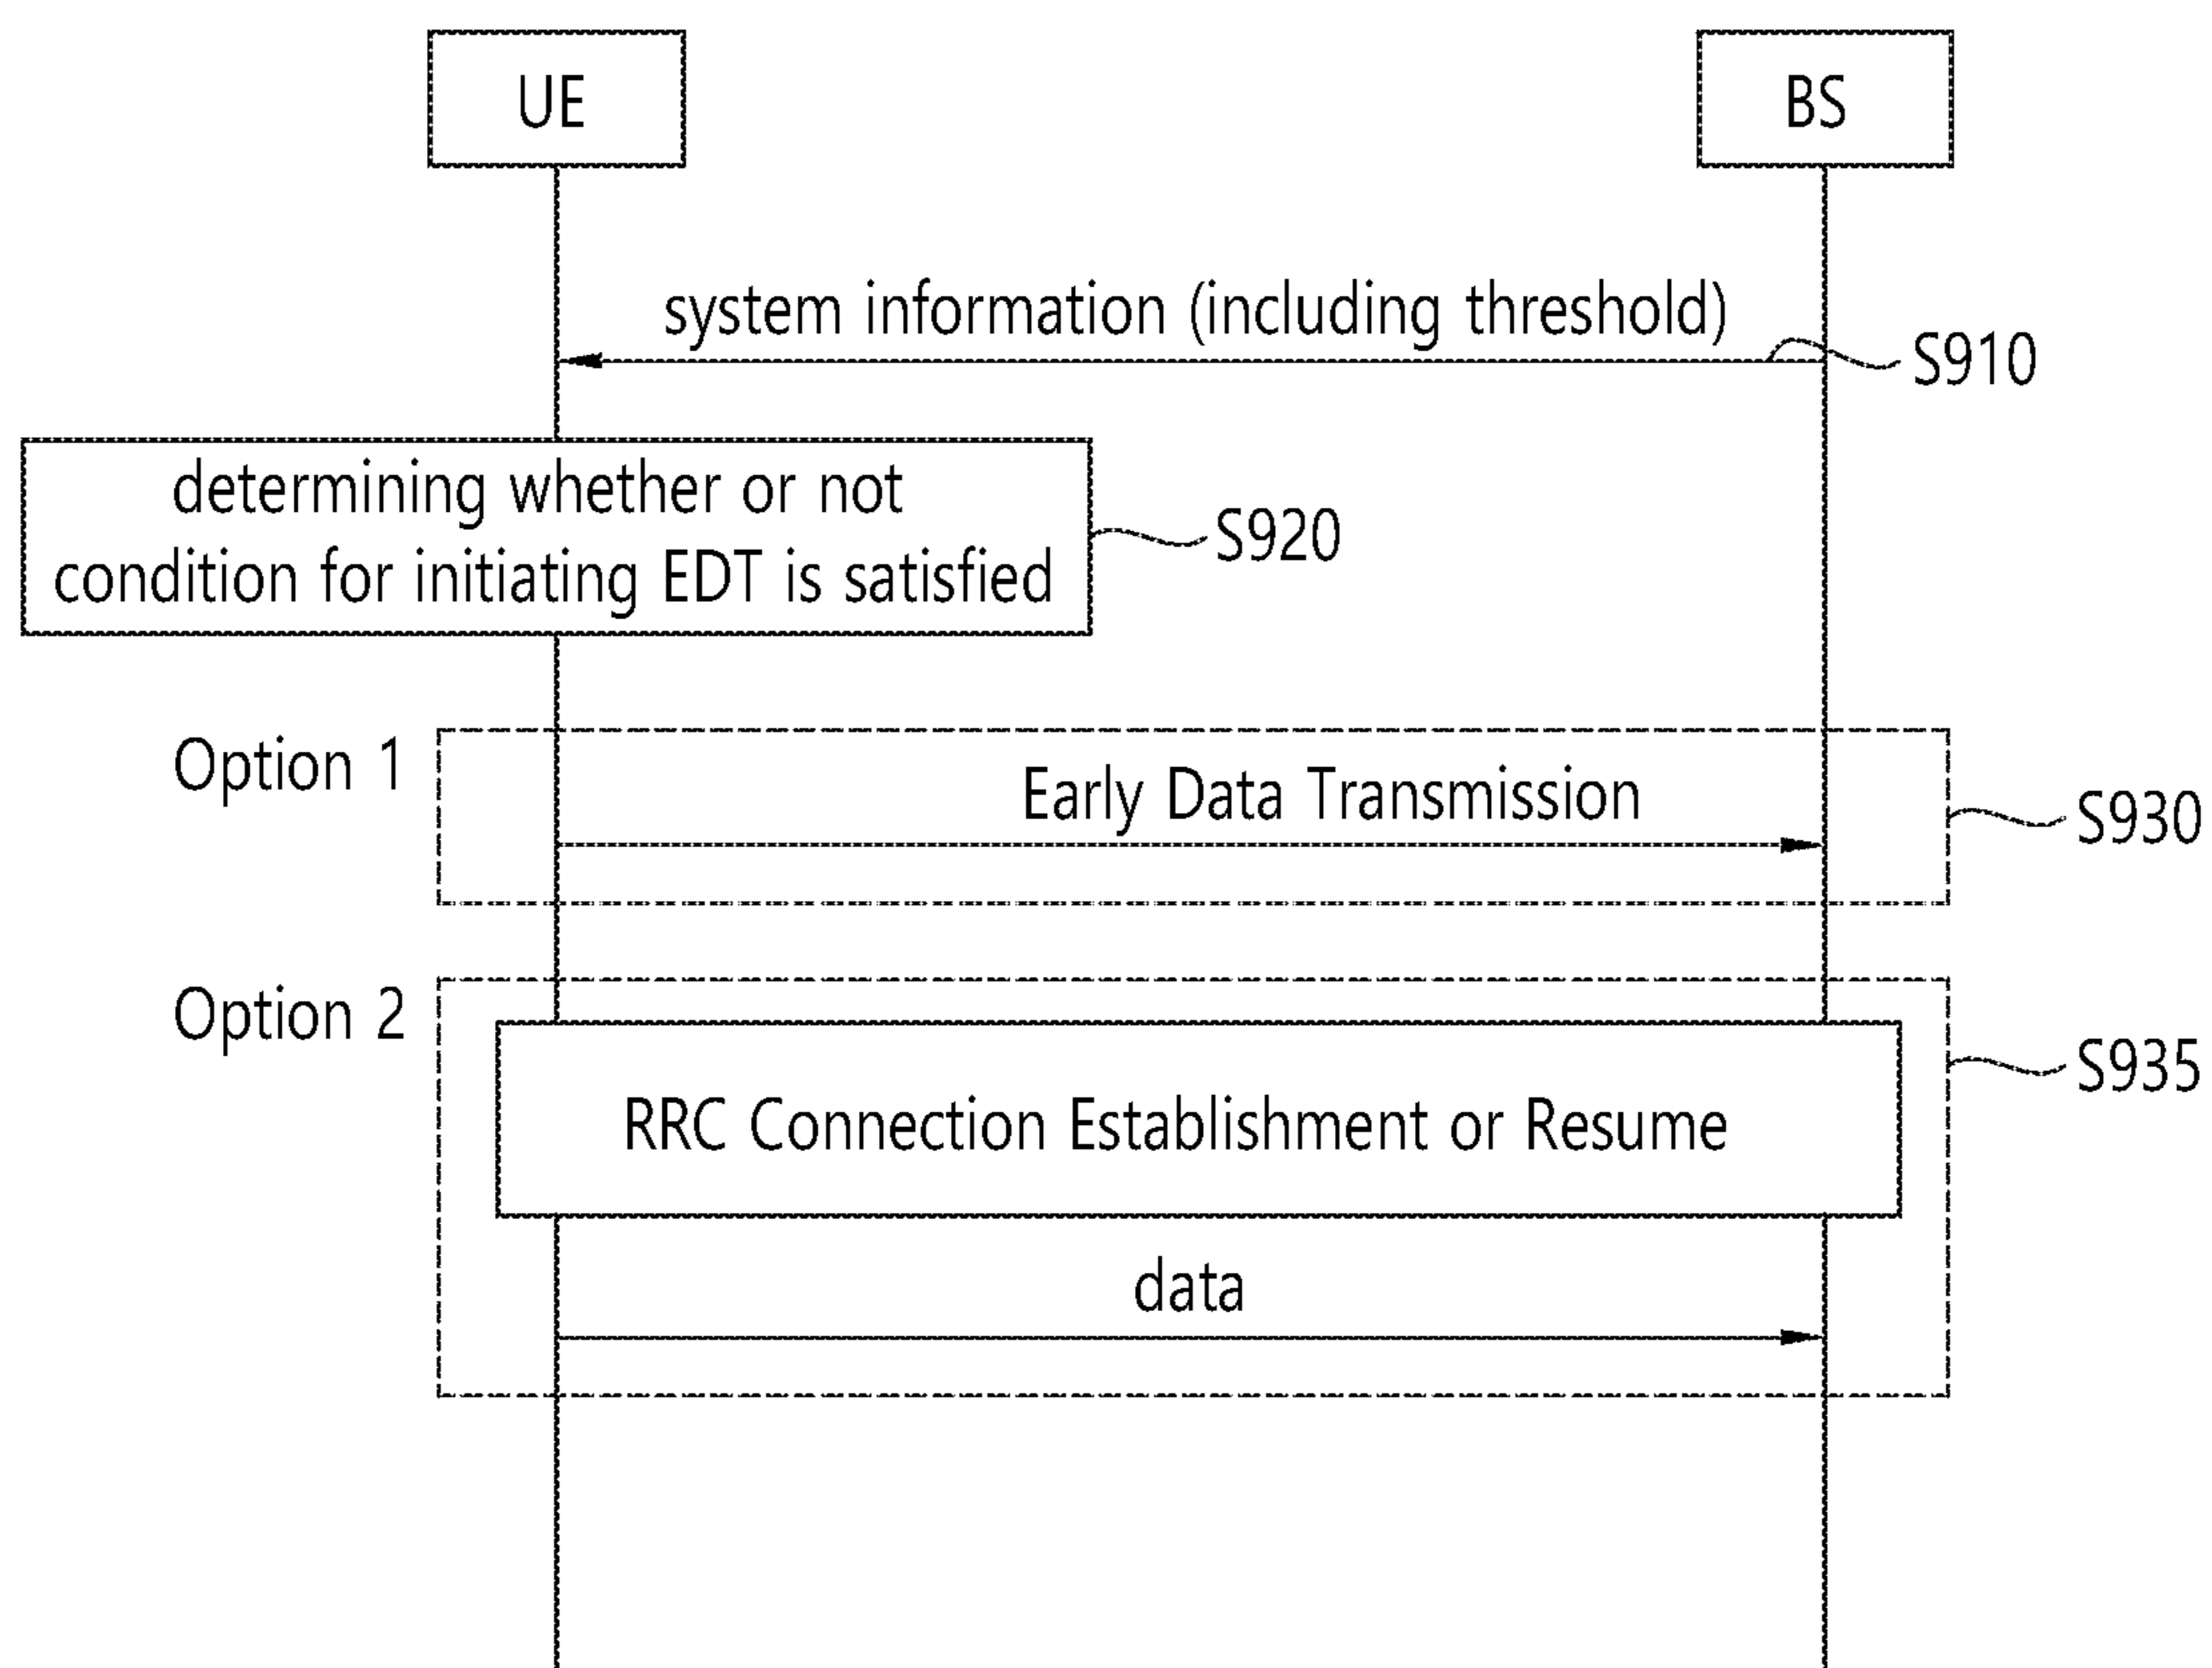 UE
BS
system information (including threshold)
S910
determining whether or not
condition for initiating EDT is satisfied
S920
Option 1
Early Data Transmission
S930
Option 2
RRC Connection Establishment or Resume
S935
data